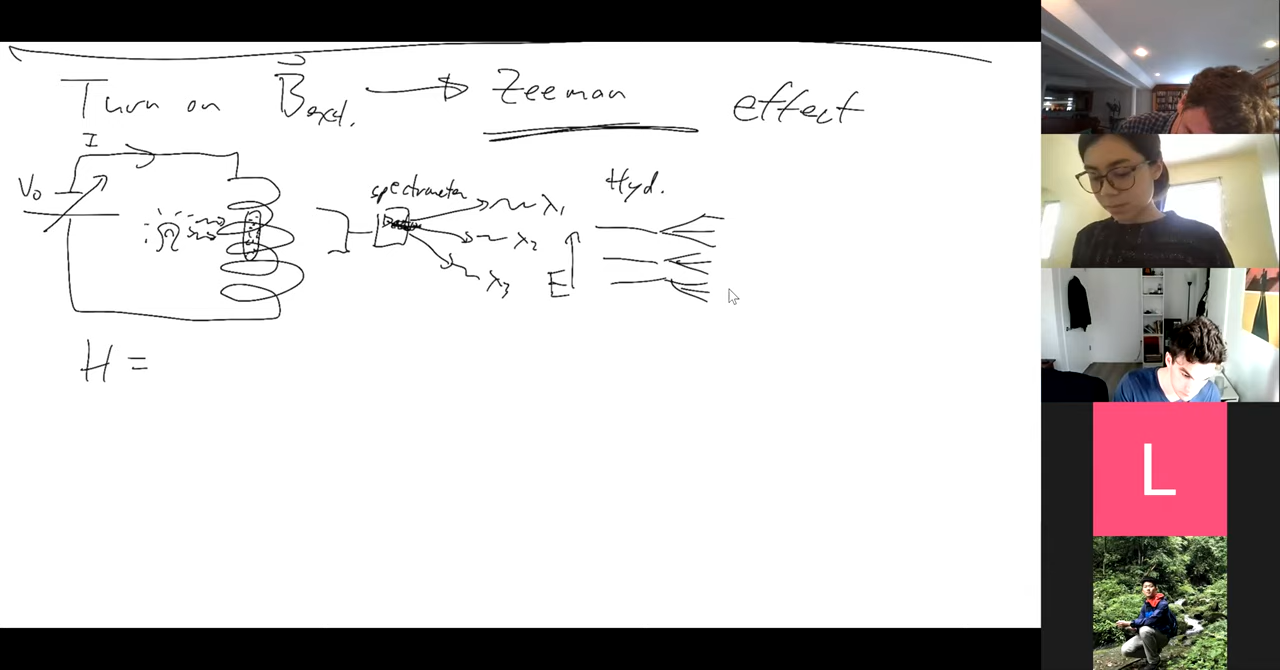 Turn on B⃗ext. → Zeeman effect
I
V₀
spectrometer
λ₁
λ₂
λ₃
Hyd.
E
H =
L